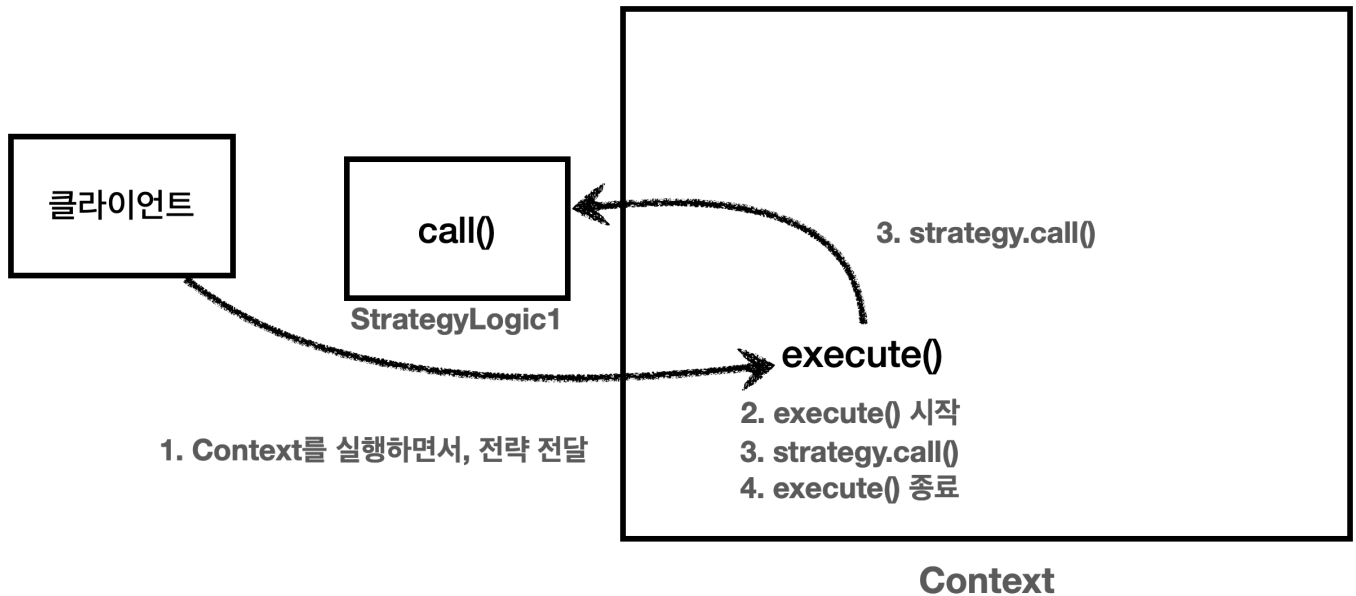 클라이언트
call()
StrategyLogic1
3. strategy.call()
execute()
2. execute() 시작
3. strategy.call()
4. execute() 종료
1. Context를 실행하면서, 전략 전달
Context